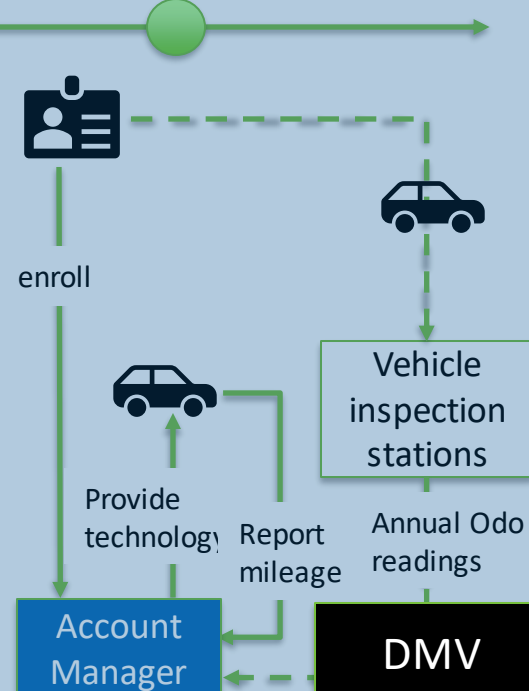 enroll
Vehicle
inspection
stations
Provide
technology
Report
mileage
Annual Odo
readings
Account
Manager
DMV